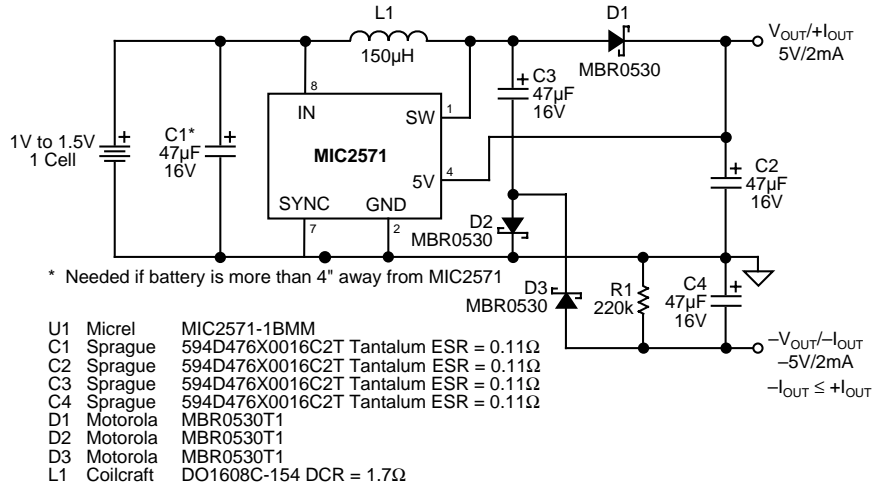 L1
150µH
D1
MBR0530
VOUT/+IOUT
5V/2mA
C3
47µF
16V
8
IN
SW
1
MIC2571
5V
4
SYNC
GND
7
2
1V to 1.5V
1 Cell
C1*
47µF
16V
C2
47µF
16V
D2
MBR0530
D3
MBR0530
R1
220k
C4
47µF
16V
–VOUT/–IOUT
–5V/2mA
–IOUT ≤ +IOUT
* Needed if battery is more than 4" away from MIC2571
U1 Micrel MIC2571-1BMM
C1 Sprague 594D476X0016C2T Tantalum ESR = 0.11Ω
C2 Sprague 594D476X0016C2T Tantalum ESR = 0.11Ω
C3 Sprague 594D476X0016C2T Tantalum ESR = 0.11Ω
C4 Sprague 594D476X0016C2T Tantalum ESR = 0.11Ω
D1 Motorola MBR0530T1
D2 Motorola MBR0530T1
D3 Motorola MBR0530T1
L1 Coilcraft DO1608C-154 DCR = 1.7Ω